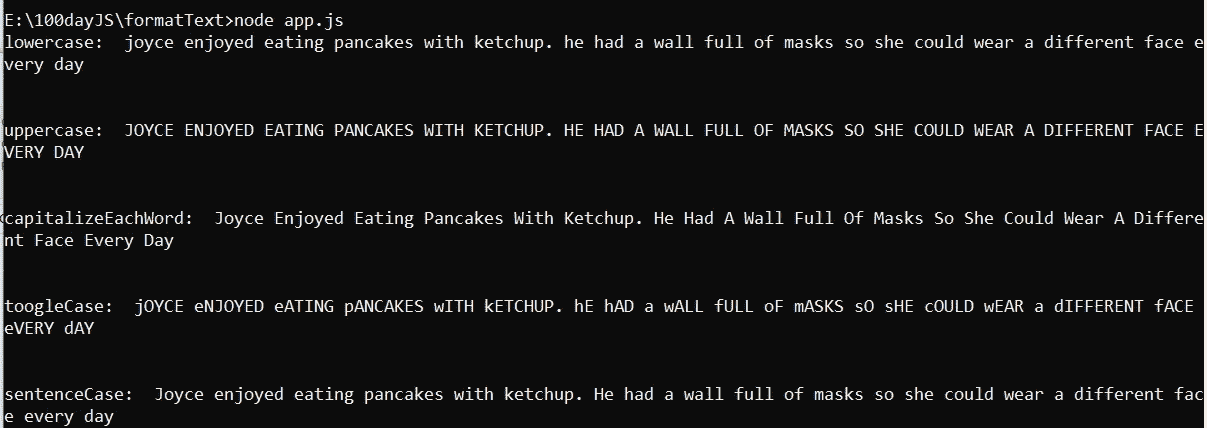 E:\100dayJS\formatText>node app.js
lowercase:  joyce enjoyed eating pancakes with ketchup. he had a wall full of masks so she could wear a different face e
very day
uppercase:  JOYCE ENJOYED EATING PANCAKES WITH KETCHUP. HE HAD A WALL FULL OF MASKS SO SHE COULD WEAR A DIFFERENT FACE E
VERY DAY
capitalizeEachWord:  Joyce Enjoyed Eating Pancakes With Ketchup. He Had A Wall Full Of Masks So She Could Wear A Differe
nt Face Every Day
toogleCase:  jOYCE eNJOYED eATING pANCAKES wITH kETCHUP. hE hAD a wALL fULL oF mASKS sO sHE cOULD wEAR a dIFFERENT fACE
eVERY dAY
sentenceCase:  Joyce enjoyed eating pancakes with ketchup. He had a wall full of masks so she could wear a different fac
e every day